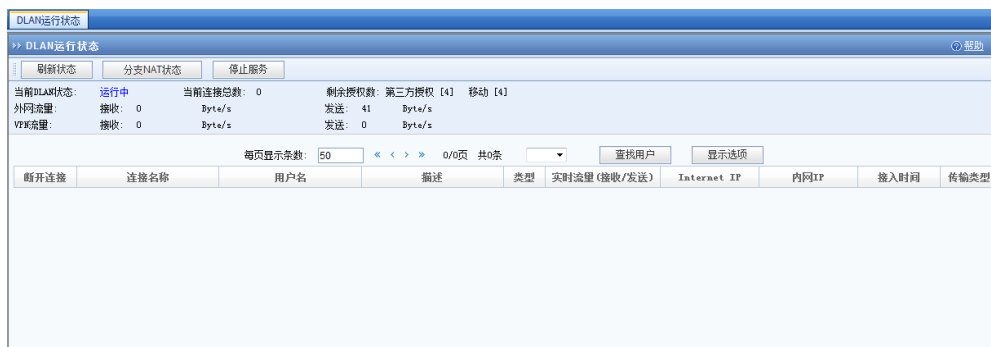 DLAN运行状态
>> DLAN运行状态 帮助
刷新状态 分支NAT状态 停止服务
当前DLAN状态: 运行中 当前连接总数: 0 剩余授权数: 第三方授权 [4] 移动 [4]
外网流量: 接收: 0 Byte/s 发送: 41 Byte/s
VPN流量: 接收: 0 Byte/s 发送: 0 Byte/s
每页显示条数: 50 « ‹ › » 0/0页 共0条 查找用户 显示选项
断开连接 连接名称 用户名 描述 类型 实时流量(接收/发送) Internet IP 内网IP 接入时间 传输类型